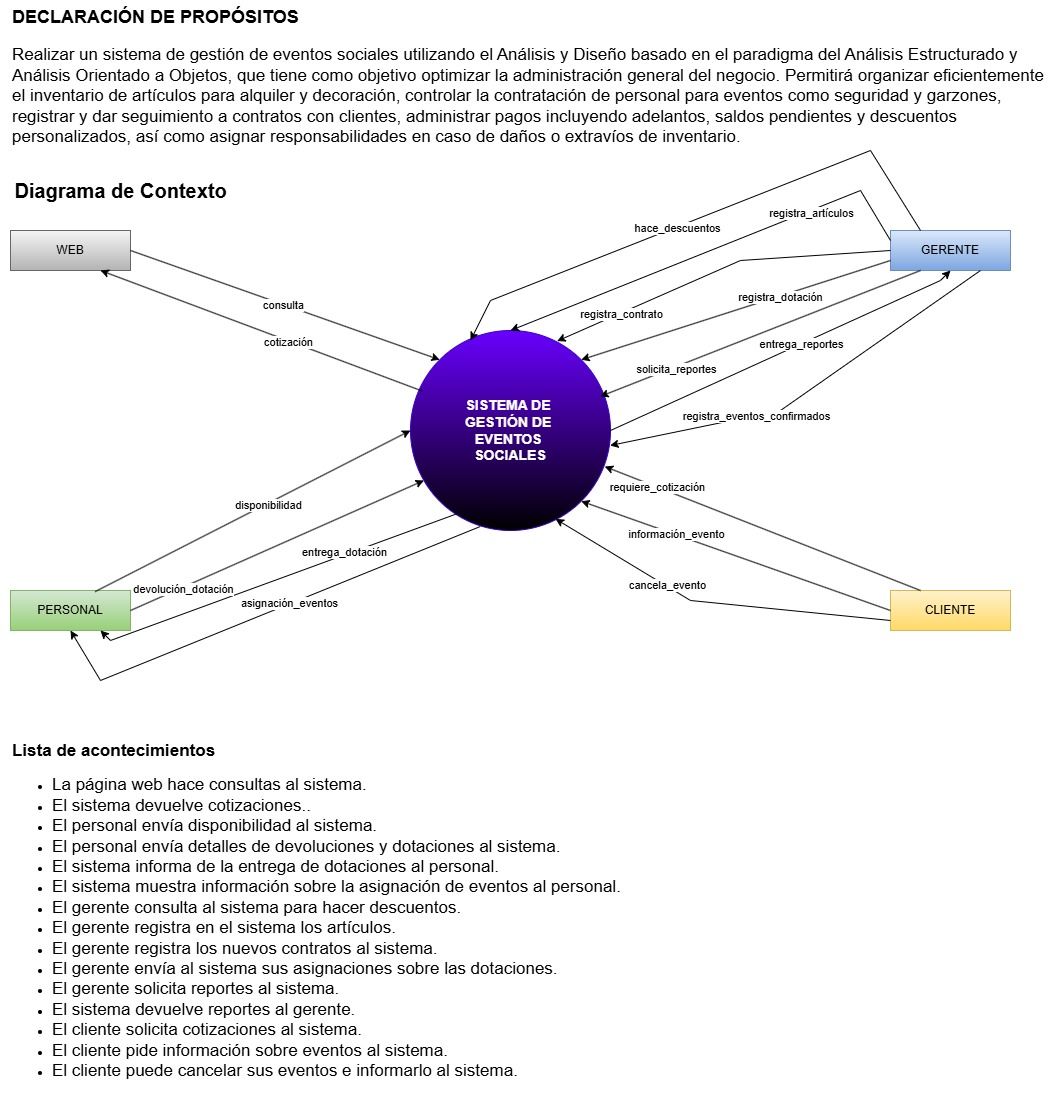 DECLARACIÓN DE PROPÓSITOS
Realizar un sistema de gestión de eventos sociales utilizando el Análisis y Diseño basado en el paradigma del Análisis Estructurado y
Análisis Orientado a Objetos, que tiene como objetivo optimizar la administración general del negocio. Permitirá organizar eficientemente
el inventario de artículos para alquiler y decoración, controlar la contratación de personal para eventos como seguridad y garzones,
registrar y dar seguimiento a contratos con clientes, administrar pagos incluyendo adelantos, saldos pendientes y descuentos
personalizados, así como asignar responsabilidades en caso de daños o extravíos de inventario.
Diagrama de Contexto
registra_artículos
hace_descuentos
WEB
GERENTE
consulta
registra_dotación
registra_contrato
cotización
entrega_reportes
solicita_reportes
SISTEMA DE
GESTIÓN DE
EVENTOS
SOCIALES
registra_eventos_confirmados
requiere_cotización
disponibilidad
información_evento
entrega_dotación
cancela_evento
devolución_dotación
asignación_eventos
PERSONAL
CLIENTE
Lista de acontecimientos
• La página web hace consultas al sistema.
• El sistema devuelve cotizaciones..
• El personal envía disponibilidad al sistema.
• El personal envía detalles de devoluciones y dotaciones al sistema.
• El sistema informa de la entrega de dotaciones al personal.
• El sistema muestra información sobre la asignación de eventos al personal.
• El gerente consulta al sistema para hacer descuentos.
• El gerente registra en el sistema los artículos.
• El gerente registra los nuevos contratos al sistema.
• El gerente envía al sistema sus asignaciones sobre las dotaciones.
• El gerente solicita reportes al sistema.
• El sistema devuelve reportes al gerente.
• El cliente solicita cotizaciones al sistema.
• El cliente pide información sobre eventos al sistema.
• El cliente puede cancelar sus eventos e informarlo al sistema.